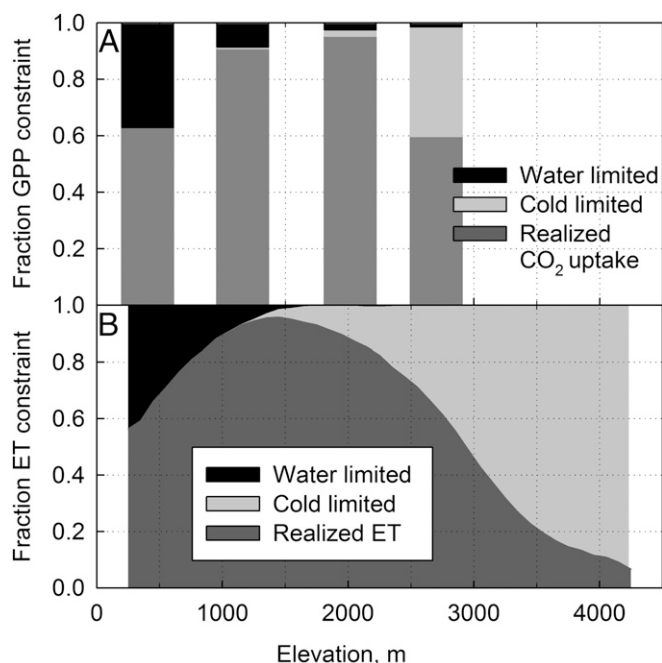 A
Fraction GPP constraint
1.0
0.8
0.6
0.4
0.2
Water limited
Cold limited
Realized
CO₂ uptake
B
Fraction ET constraint
1.0
0.8
0.6
0.4
0.2
0.0
Water limited
Cold limited
Realized ET
0 1000 2000 3000 4000
Elevation, m